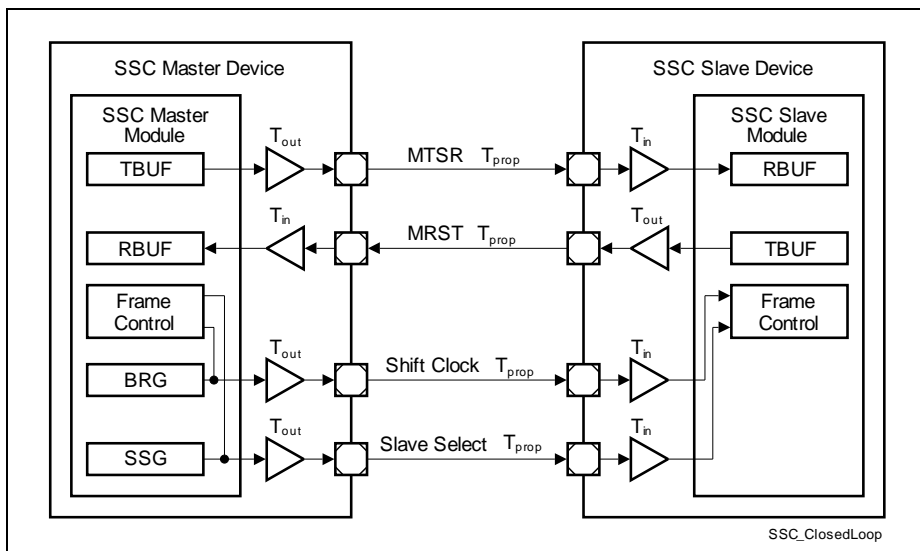 SSC Master Device
SSC Slave Device
SSC Master
Module
SSC Slave
Module
Tout
MTSR Tprop
Tin
TBUF
RBUF
Tin
MRST Tprop
Tout
RBUF
TBUF
Frame
Control
Frame
Control
Tout
Shift Clock Tprop
Tin
BRG
Tout
Slave Select Tprop
Tin
SSG
SSC_ClosedLoop